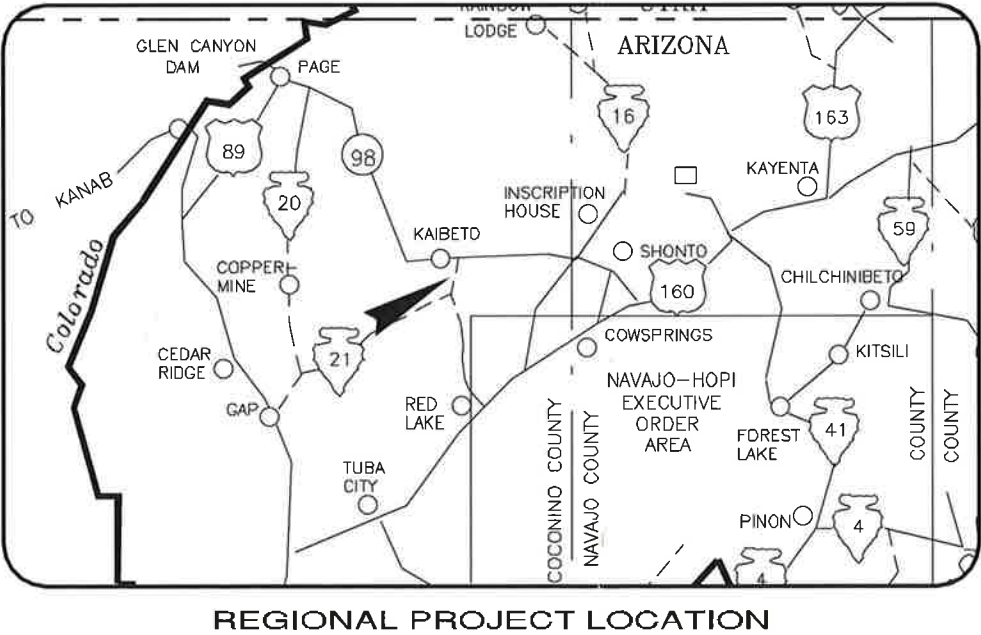 RAINBOW
LODGE
ARIZONA
GLEN CANYON
DAM
PAGE
16
163
89
98
TO KANAB
20
INSCRIPTION
HOUSE
KAYENTA
59
KAIBETO
SHONTO
COPPER
MINE
160
CHILCHINIBETO
Colorado
21
COWSPRINGS
CEDAR
RIDGE
KITSILI
NAVAJO-HOPI
EXECUTIVE
ORDER
AREA
GAP
RED
LAKE
FOREST
LAKE
41
COUNTY
COUNTY
TUBA
CITY
COCONINO COUNTY
NAVAJO COUNTY
PINON
4
4
REGIONAL PROJECT LOCATION